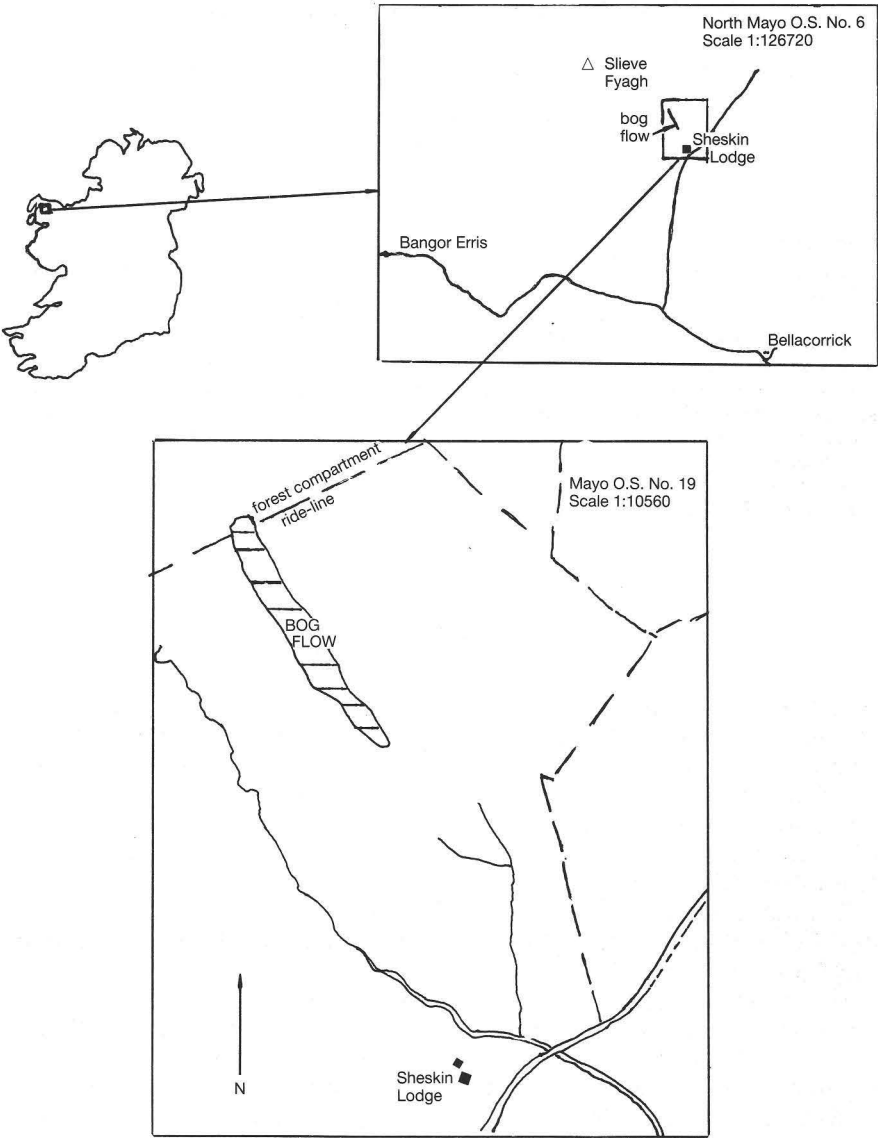 North Mayo O.S. No. 6
Scale 1:126720
Slieve
Fyagh
bog
flow
Sheskin
Lodge
Bangor Erris
Bellacorrick
forest compartment
ride-line
Mayo O.S. No. 19
Scale 1:10560
BOG
FLOW
N
Sheskin
Lodge